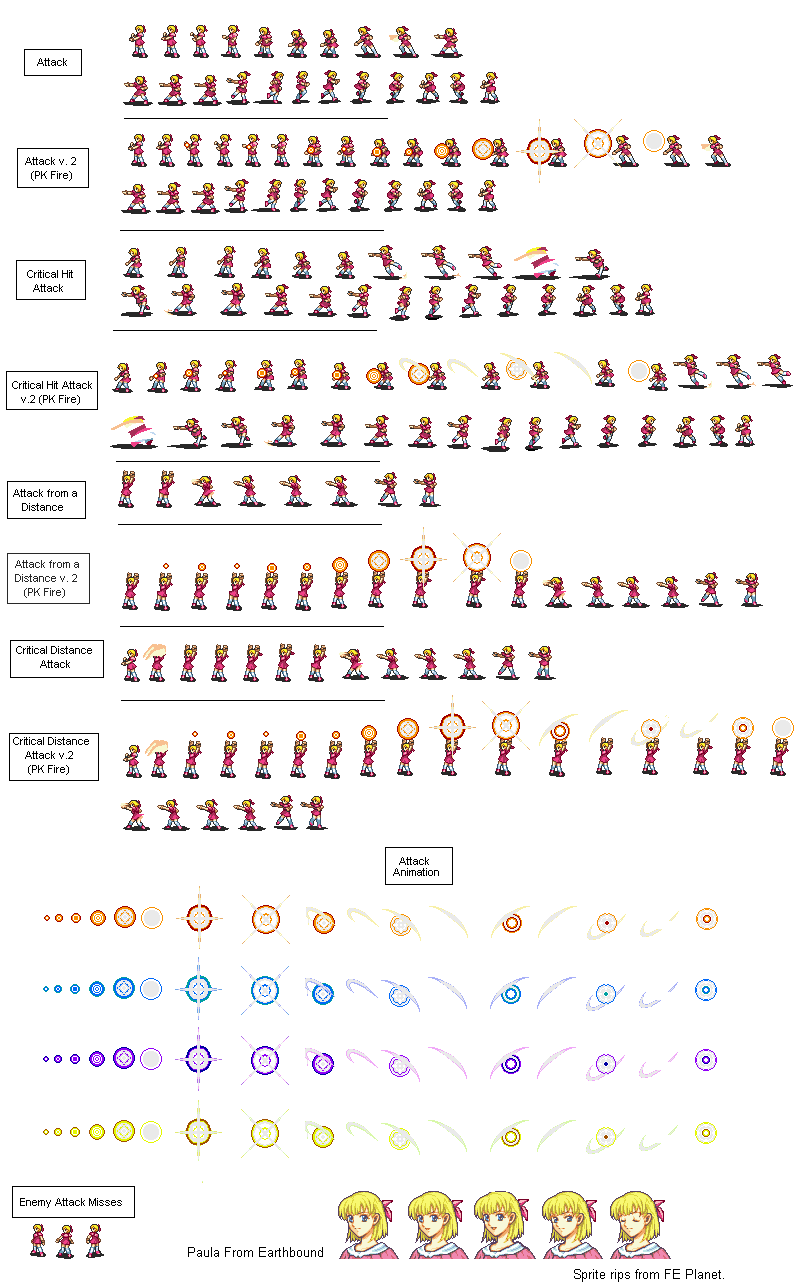 Attack
Attack v. 2
(PK Fire)
Critical Hit
Attack
Critical Hit Attack
v.2 (PK Fire)
Attack from a
Distance
Attack from a
Distance v. 2
(PK Fire)
Critical Distance
Attack
Critical Distance
Attack v.2
(PK Fire)
Attack
Animation
Enemy Attack Misses
Paula From Earthbound
Sprite rips from FE Planet.